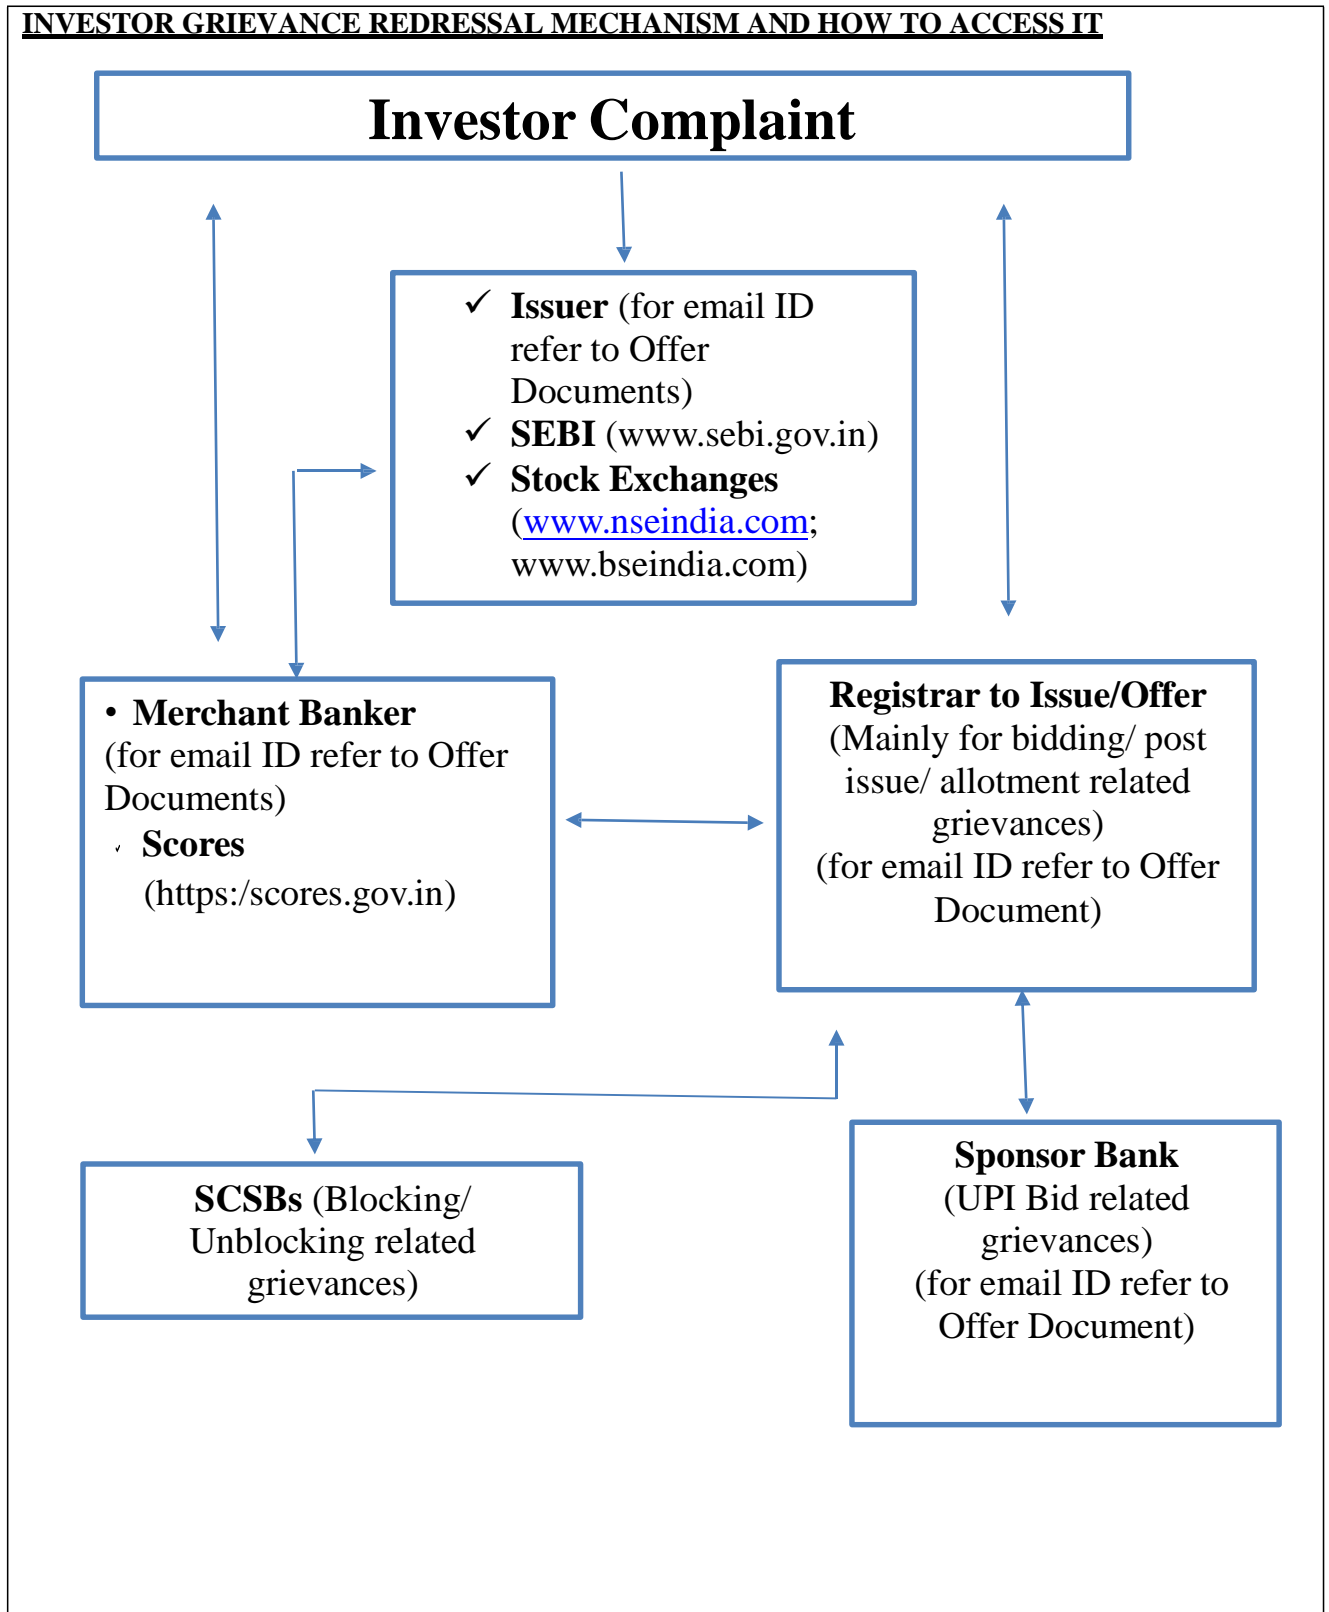 INVESTOR GRIEVANCE REDRESSAL MECHANISM AND HOW TO ACCESS IT
Investor Complaint
✓ Issuer (for email ID
refer to Offer
Documents)
✓ SEBI (www.sebi.gov.in)
✓ Stock Exchanges
(www.nseindia.com;
www.bseindia.com)
• Merchant Banker
(for email ID refer to Offer
Documents)
✓ Scores
(https:/scores.gov.in)
Registrar to Issue/Offer
(Mainly for bidding/ post
issue/ allotment related
grievances)
(for email ID refer to Offer
Document)
SCSBs (Blocking/
Unblocking related
grievances)
Sponsor Bank
(UPI Bid related
grievances)
(for email ID refer to
Offer Document)